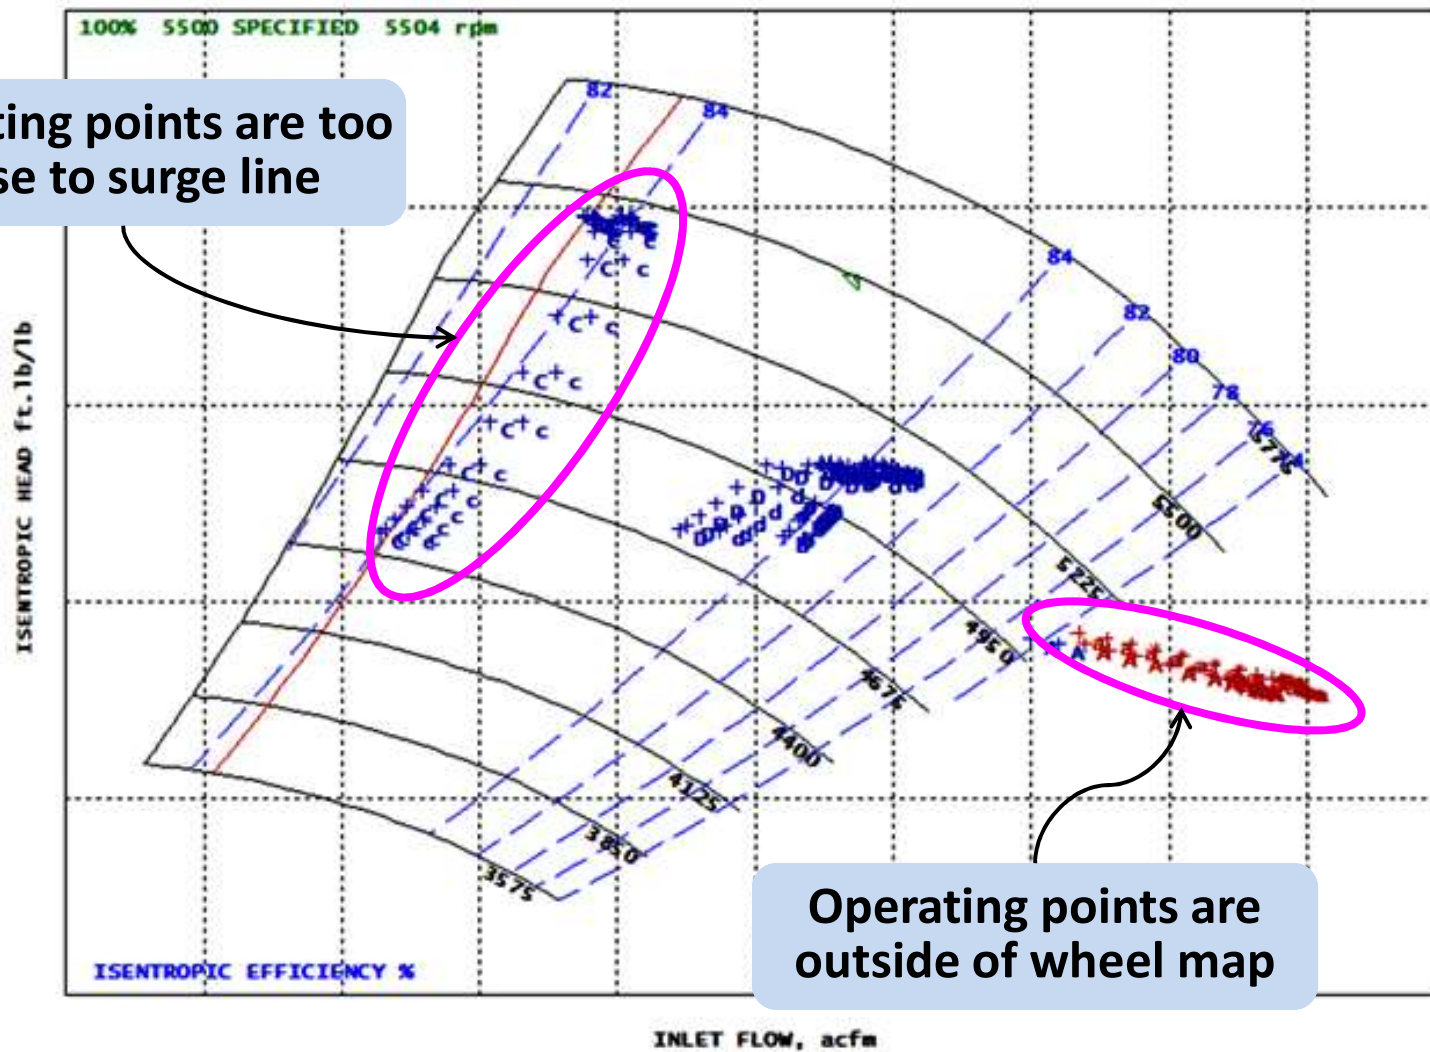 100% 5500 SPECIFIED 5504 rpm
82
84
points are too
to surge line
84
82
80
78
76
5775
5500
5225
4950
4675
4400
4125
3850
3575
+ C + c
+ C + c
+ C + c
+ C + c
ISENTROPIC HEAD ft.lb/lb
Operating points are
outside of wheel map
ISENTROPIC EFFICIENCY %
INLET FLOW, acfm